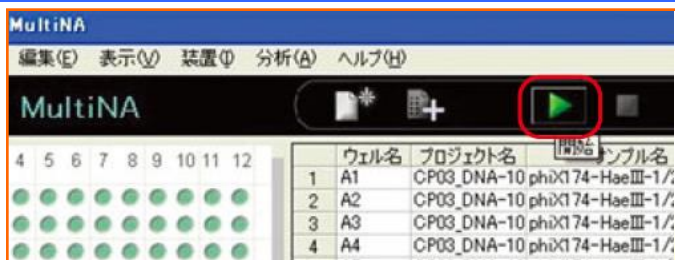 MultiNA
編集(E) 表示(V) 装置(I) 分析(A) ヘルプ(H)
MultiNA
開始
4 5 6 7 8 9 10 11 12
ウェル名 プロジェクト名 サンプル名
1 A1 CP03_DNA-10 phiX174-HaeⅢ-1/2
2 A2 CP03_DNA-10 phiX174-HaeⅢ-1/2
3 A3 CP03_DNA-10 phiX174-HaeⅢ-1/2
4 A4 CP03_DNA-10 phiX174-HaeⅢ-1/2